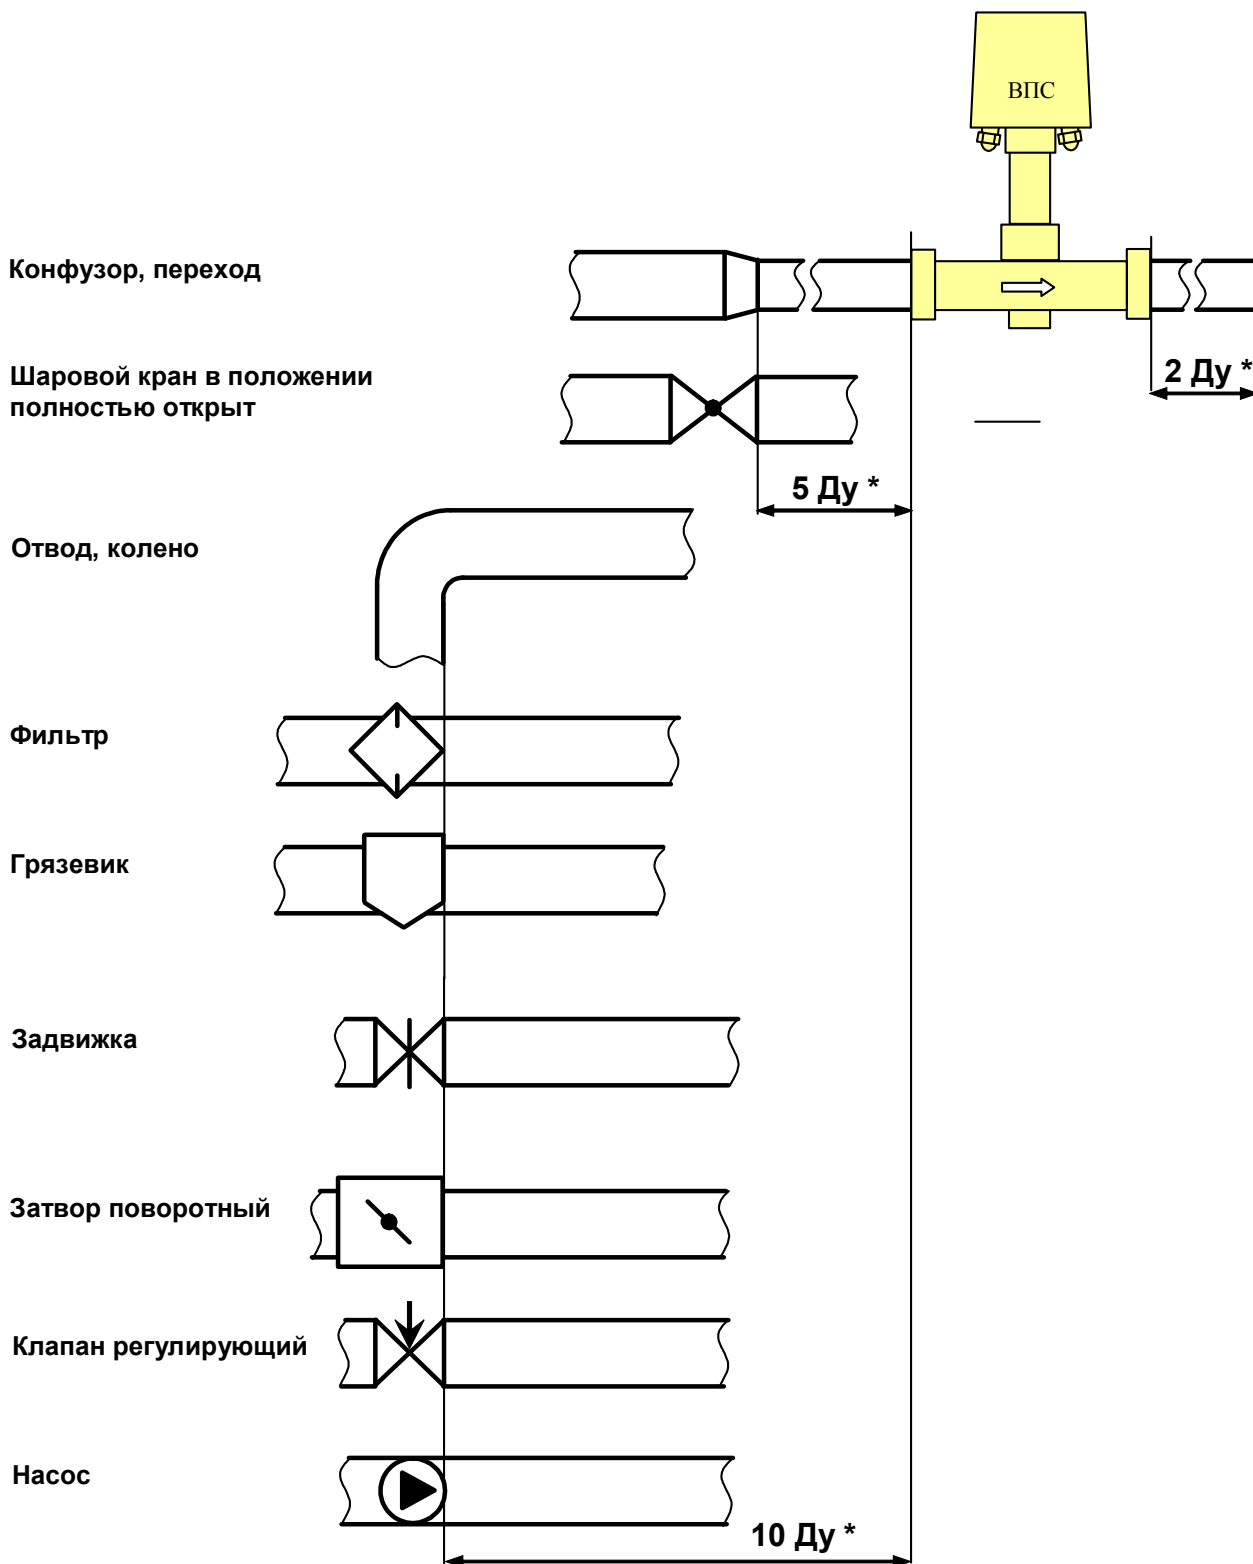 ВПС
Конфузор, переход
Шаровой кран в положении
полностью открыт
2 Ду *
5 Ду *
Отвод, колено
Фильтр
Грязевик
Задвижка
Затвор поворотный
Клапан регулирующий
Насос
10 Ду *